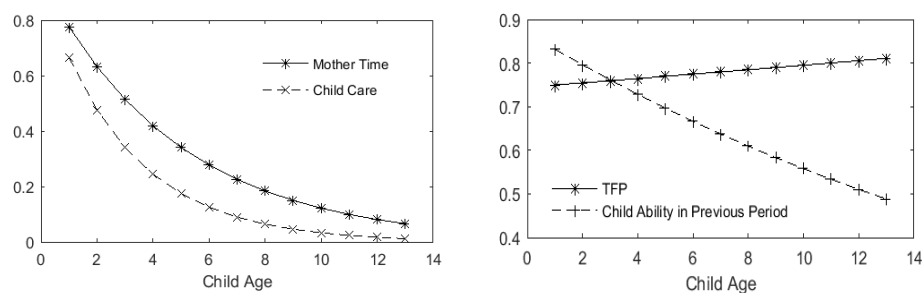 0.8
0.6
0.4
0.2
0
Mother Time
Child Care
0 2 4 6 8 10 12 14
Child Age
0.9
0.8
0.7
0.6
0.5
0.4
TFP
Child Ability in Previous Period
0 2 4 6 8 10 12 14
Child Age